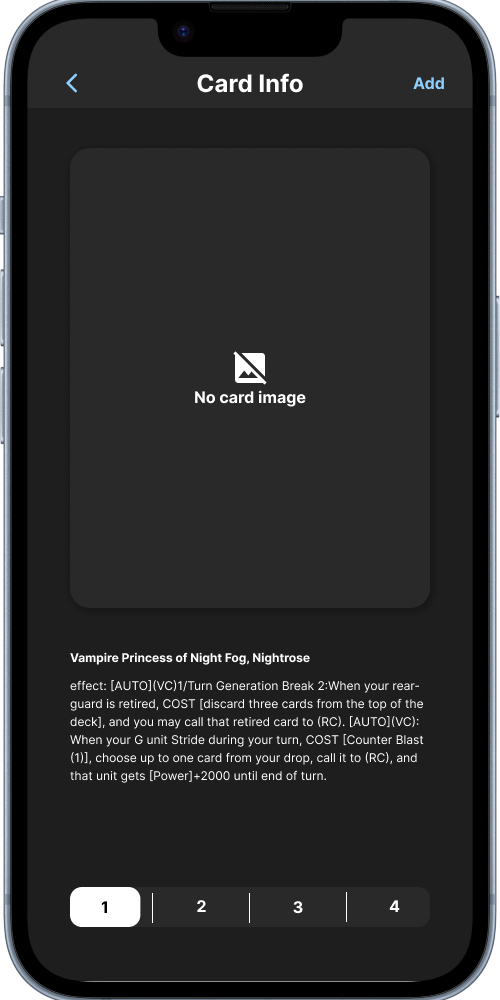 Card Info
Add
No card image
Vampire Princess of Night Fog, Nightrose
effect: [AUTO](VC)1/Turn Generation Break 2:When your rear-
guard is retired, COST [discard three cards from the top of the
deck], and you may call that retired card to (RC). [AUTO](VC):
When your G unit Stride during your turn, COST [Counter Blast
(1)], choose up to one card from your drop, call it to (RC), and
that unit gets [Power]+2000 until end of turn.
1
2
3
4